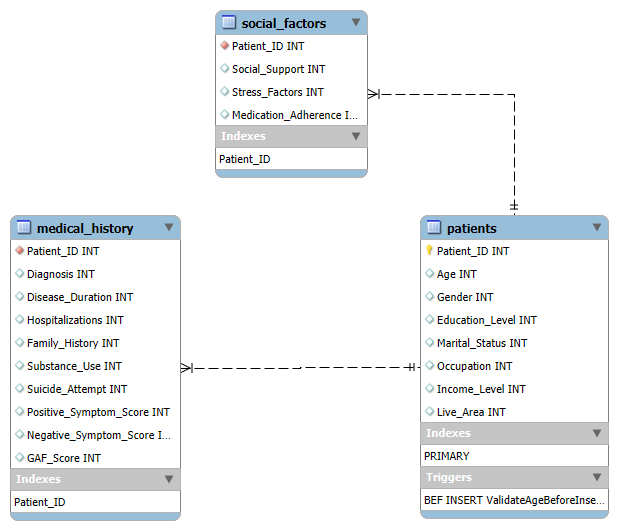 social_factors
Patient_ID INT
Social_Support INT
Stress_Factors INT
Medication_Adherence I...
Indexes
Patient_ID
medical_history
Patient_ID INT
Diagnosis INT
Disease_Duration INT
Hospitalizations INT
Family_History INT
Substance_Use INT
Suicide_Attempt INT
Positive_Symptom_Score INT
Negative_Symptom_Score I...
GAF_Score INT
Indexes
Patient_ID
patients
Patient_ID INT
Age INT
Gender INT
Education_Level INT
Marital_Status INT
Occupation INT
Income_Level INT
Live_Area INT
Indexes
PRIMARY
Triggers
BEF INSERT ValidateAgeBeforeInse...